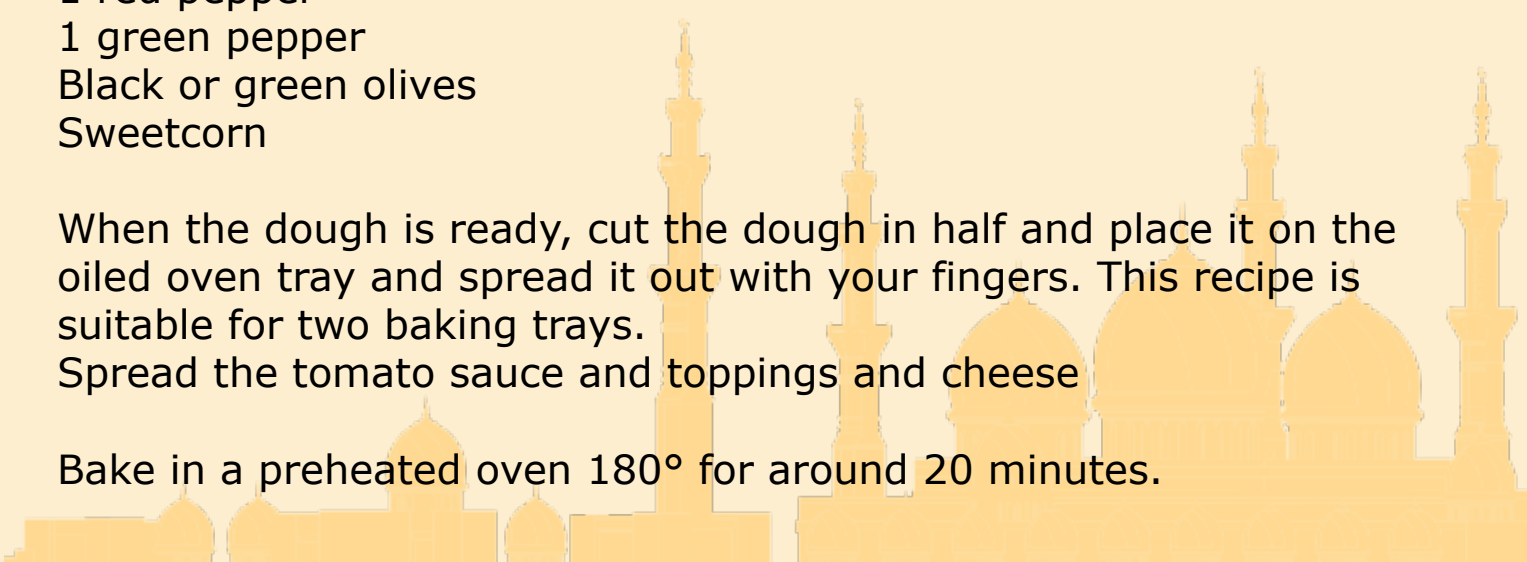 1 red pepper
1 green pepper
Black or green olives
Sweetcorn
When the dough is ready, cut the dough in half and place it on the
oiled oven tray and spread it out with your fingers. This recipe is
suitable for two baking trays.
Spread the tomato sauce and toppings and cheese
Bake in a preheated oven 180° for around 20 minutes.